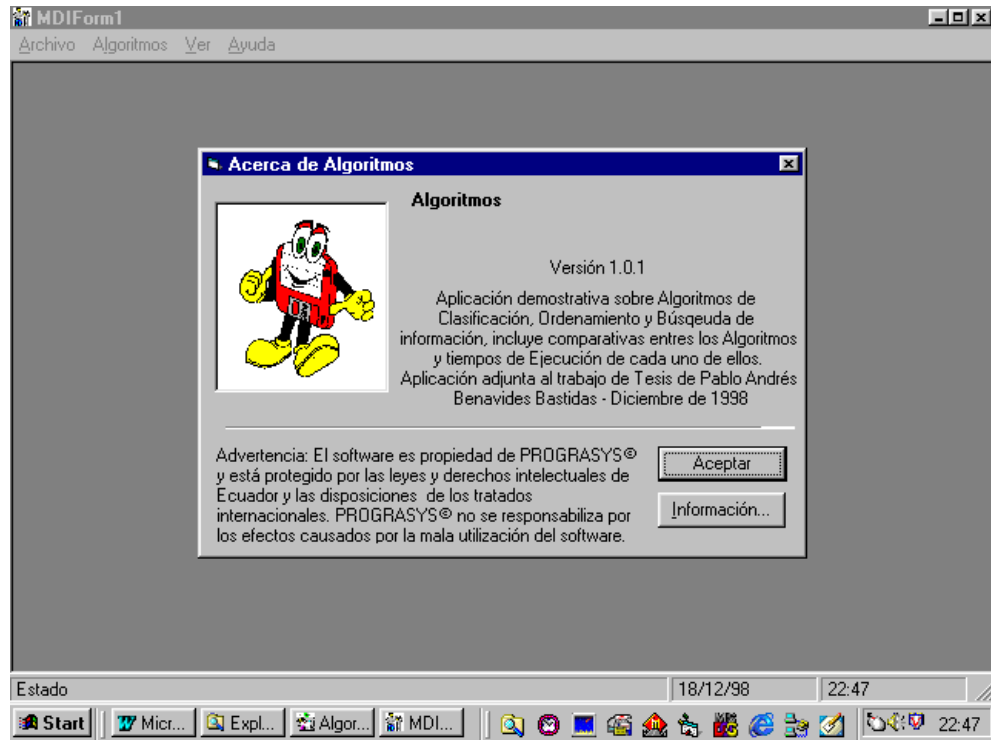 MDIForm1
Archivo Algoritmos Ver Ayuda
Acerca de Algoritmos
Algoritmos
Versión 1.0.1
Aplicación demostrativa sobre Algoritmos de
Clasificación, Ordenamiento y Búsqeuda de
información, incluye comparativas entres los Algoritmos
y tiempos de Ejecución de cada uno de ellos.
Aplicación adjunta al trabajo de Tesis de Pablo Andrés
Benavides Bastidas - Diciembre de 1998
Advertencia: El software es propiedad de PROGRASYS©
y está protegido por las leyes y derechos intelectuales de
Ecuador y las disposiciones de los tratados
internacionales. PROGRASYS© no se responsabiliza por
los efectos causados por la mala utilización del software.
Aceptar
Información...
Estado 18/12/98 22:47
Start Micr... Expl... Algor... MDI... 22:47